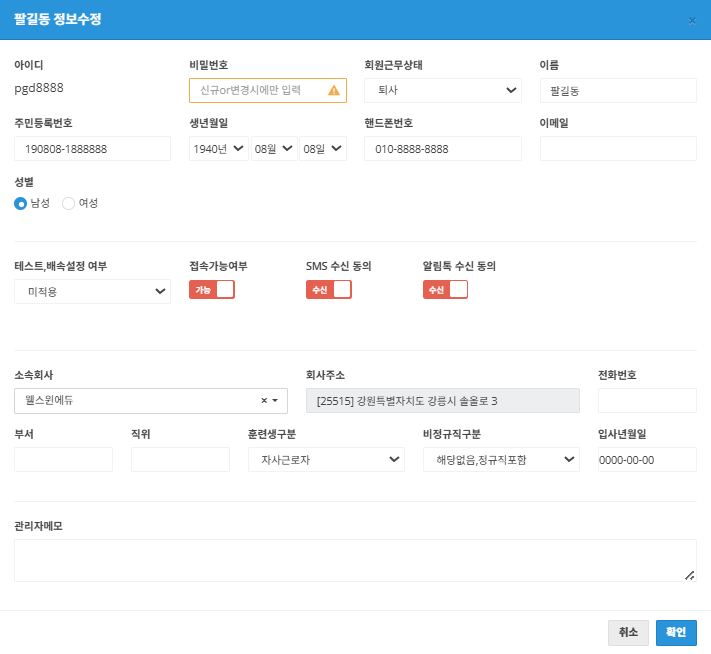 팔길동 정보수정 ×
아이디 비밀번호 회원근무상태 이름
pgd8888 신규or변경시에만 입력 퇴사 팔길동
주민등록번호 생년월일 핸드폰번호 이메일
190808-1888888 1940년 08월 08일 010-8888-8888
성별
남성 여성
테스트,배속설정 여부 접속가능여부 SMS 수신 동의 알림톡 수신 동의
미적용 가능 수신 수신
소속회사 회사주소 전화번호
웰스윈에듀 × [25515] 강원특별자치도 강릉시 솔올로 3
부서 직위 훈련생구분 비정규직구분 입사년월일
자사근로자 해당없음,정규직포함 0000-00-00
관리자메모
취소 확인